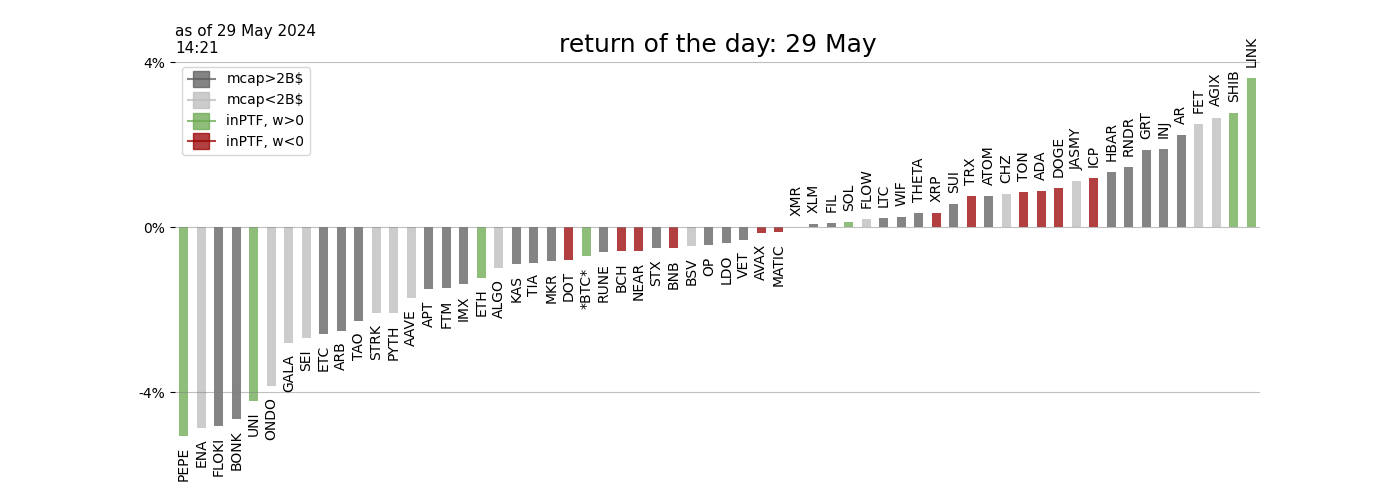 as of 29 May 2024
14:21
return of the day: 29 May
mcap>2B$
mcap<2B$
inPTF, w>0
inPTF, w<0
4%
0%
-4%
PEPE
ENA
FLOKI
BONK
UNI
ONDO
GALA
SEI
ETC
ARB
TAO
STRK
PYTH
AAVE
APT
FTM
IMX
ETH
ALGO
KAS
TIA
MKR
DOT
*BTC*
RUNE
BCH
NEAR
STX
BNB
BSV
OP
LDO
VET
AVAX
MATIC
XMR
XLM
FIL
SOL
FLOW
LTC
WIF
THETA
XRP
SUI
TRX
ATOM
CHZ
TON
ADA
DOGE
JASMY
ICP
HBAR
RNDR
GRT
INJ
AR
FET
AGIX
SHIB
LINK